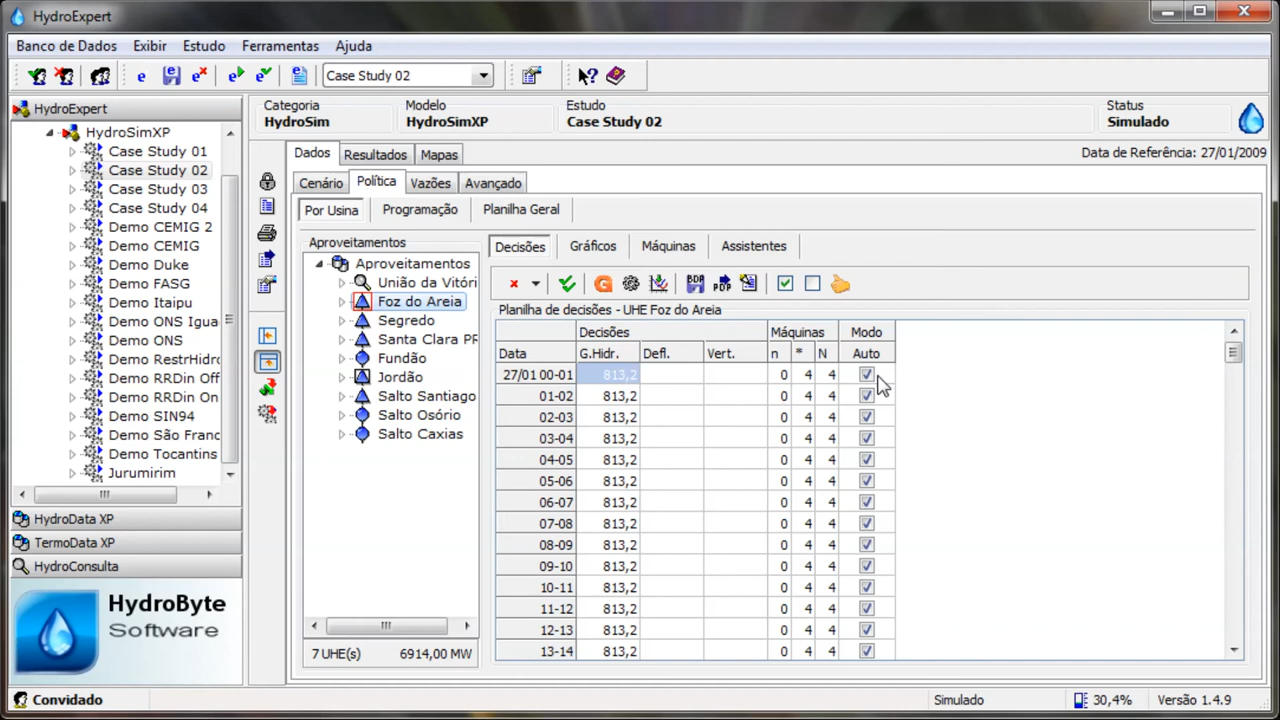 HydroExpert
Banco de Dados Exibir Estudo Ferramentas Ajuda
Case Study 02
HydroExpert
HydroSimXP
Case Study 01
Case Study 02
Case Study 03
Case Study 04
Demo CEMIG 2
Demo CEMIG
Demo Duke
Demo FASG
Demo Itaipu
Demo ONS Igua
Demo ONS
Demo RestrHidro
Demo RRDin Off
Demo RRDin On
Demo SIN94
Demo São Franc
Demo Tocantins
Jurumirim
HydroData XP
TermoData XP
HydroConsulta
HydroByte
Software
Categoria Modelo Estudo Status
HydroSim HydroSimXP Case Study 02 Simulado
Dados Resultados Mapas Data de Referência: 27/01/2009
Cenário Política Vazões Avançado
Por Usina Programação Planilha Geral
Aproveitamentos
Aproveitamentos
União da Vitóri
Foz do Areia
Segredo
Santa Clara PR
Fundão
Jordão
Salto Santiago
Salto Osório
Salto Caxias
7 UHE(s) 6914,00 MW
Decisões Gráficos Máquinas Assistentes
BDP PDP
Planilha de decisões - UHE Foz do Areia
Decisões Máquinas Modo
Data G.Hidr. Defl. Vert. n * N Auto
27/01 00-01 813,2 0 4 4
01-02 813,2 0 4 4
02-03 813,2 0 4 4
03-04 813,2 0 4 4
04-05 813,2 0 4 4
05-06 813,2 0 4 4
06-07 813,2 0 4 4
07-08 813,2 0 4 4
08-09 813,2 0 4 4
09-10 813,2 0 4 4
10-11 813,2 0 4 4
11-12 813,2 0 4 4
12-13 813,2 0 4 4
13-14 813,2 0 4 4
Convidado Simulado 30,4% Versão 1.4.9